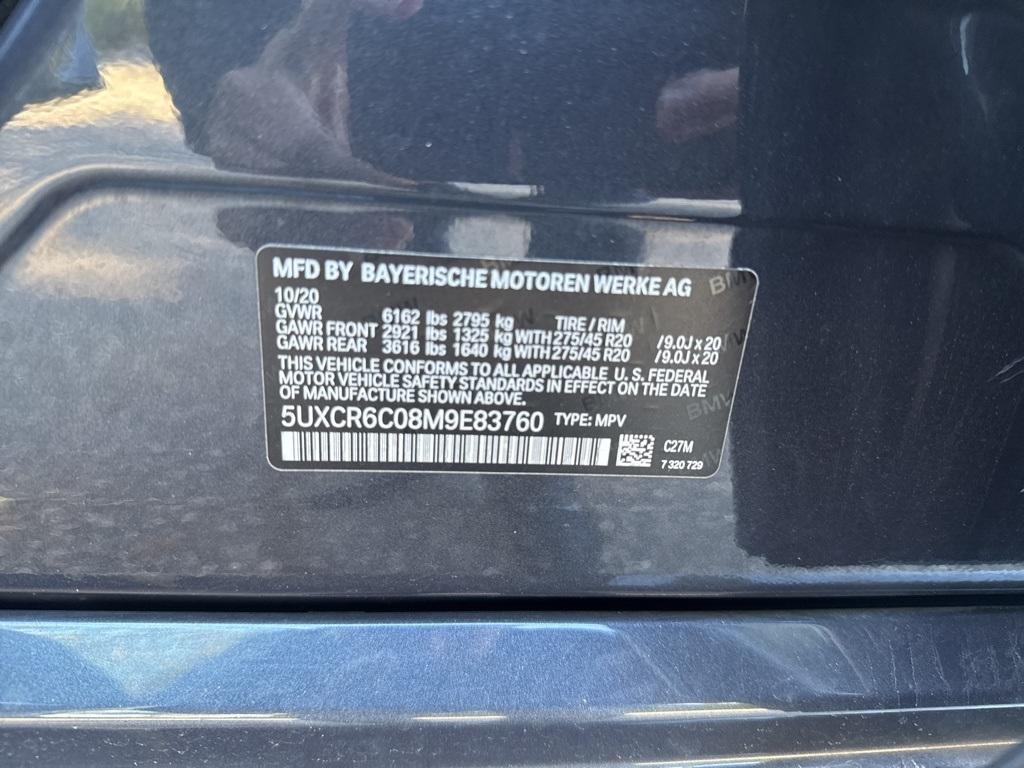 MFD BY BAYERISCHE MOTOREN WERKE AG
10/20
GVWR 6162 lbs 2795 kg TIRE / RIM
GAWR FRONT 2921 lbs 1325 kg WITH 275/45 R20 / 9.0J x 20
GAWR REAR 3616 lbs 1640 kg WITH 275/45 R20 / 9.0J x 20
THIS VEHICLE CONFORMS TO ALL APPLICABLE U. S. FEDERAL
MOTOR VEHICLE SAFETY STANDARDS IN EFFECT ON THE DATE
OF MANUFACTURE SHOWN ABOVE.
5UXCR6C08M9E83760 TYPE: MPV
C27M
7 320 729